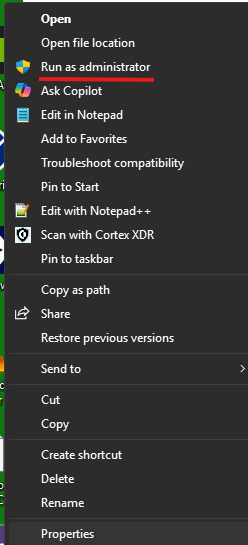 Open
Open file location
Run as administrator
Ask Copilot
Edit in Notepad
Add to Favorites
Troubleshoot compatibility
Pin to Start
Edit with Notepad++
Scan with Cortex XDR
Pin to taskbar
Copy as path
Share
Restore previous versions
Send to
Cut
Copy
Create shortcut
Delete
Rename
Properties